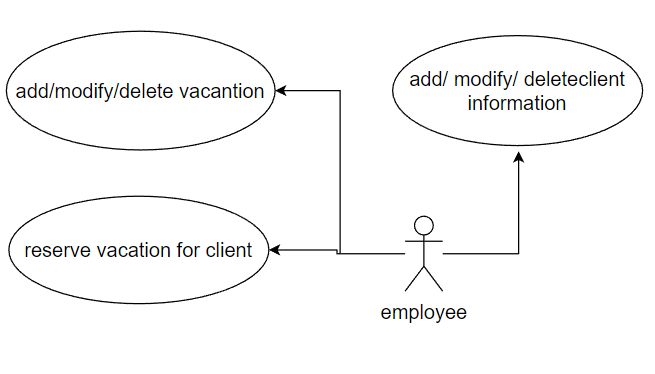 add/modify/delete vacantion
add/ modify/ deleteclient
information
reserve vacation for client
employee